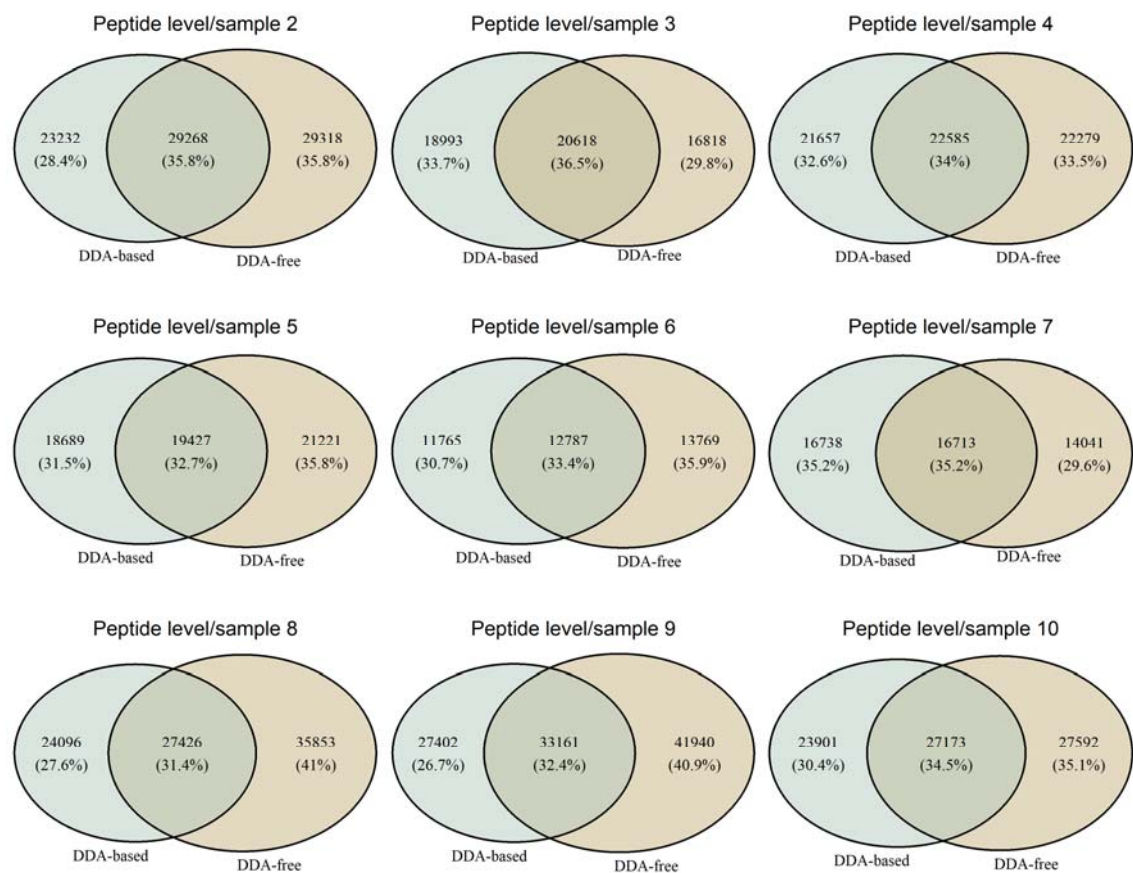 Peptide level/sample 2
23232
(28.4%)
29268
(35.8%)
29318
(35.8%)
DDA-based
DDA-free
Peptide level/sample 3
18993
(33.7%)
20618
(36.5%)
16818
(29.8%)
DDA-based
DDA-free
Peptide level/sample 4
21657
(32.6%)
22585
(34%)
22279
(33.5%)
DDA-based
DDA-free
Peptide level/sample 5
18689
(31.5%)
19427
(32.7%)
21221
(35.8%)
DDA-based
DDA-free
Peptide level/sample 6
11765
(30.7%)
12787
(33.4%)
13769
(35.9%)
DDA-based
DDA-free
Peptide level/sample 7
16738
(35.2%)
16713
(35.2%)
14041
(29.6%)
DDA-based
DDA-free
Peptide level/sample 8
24096
(27.6%)
27426
(31.4%)
35853
(41%)
DDA-based
DDA-free
Peptide level/sample 9
27402
(26.7%)
33161
(32.4%)
41940
(40.9%)
DDA-based
DDA-free
Peptide level/sample 10
23901
(30.4%)
27173
(34.5%)
27592
(35.1%)
DDA-based
DDA-free